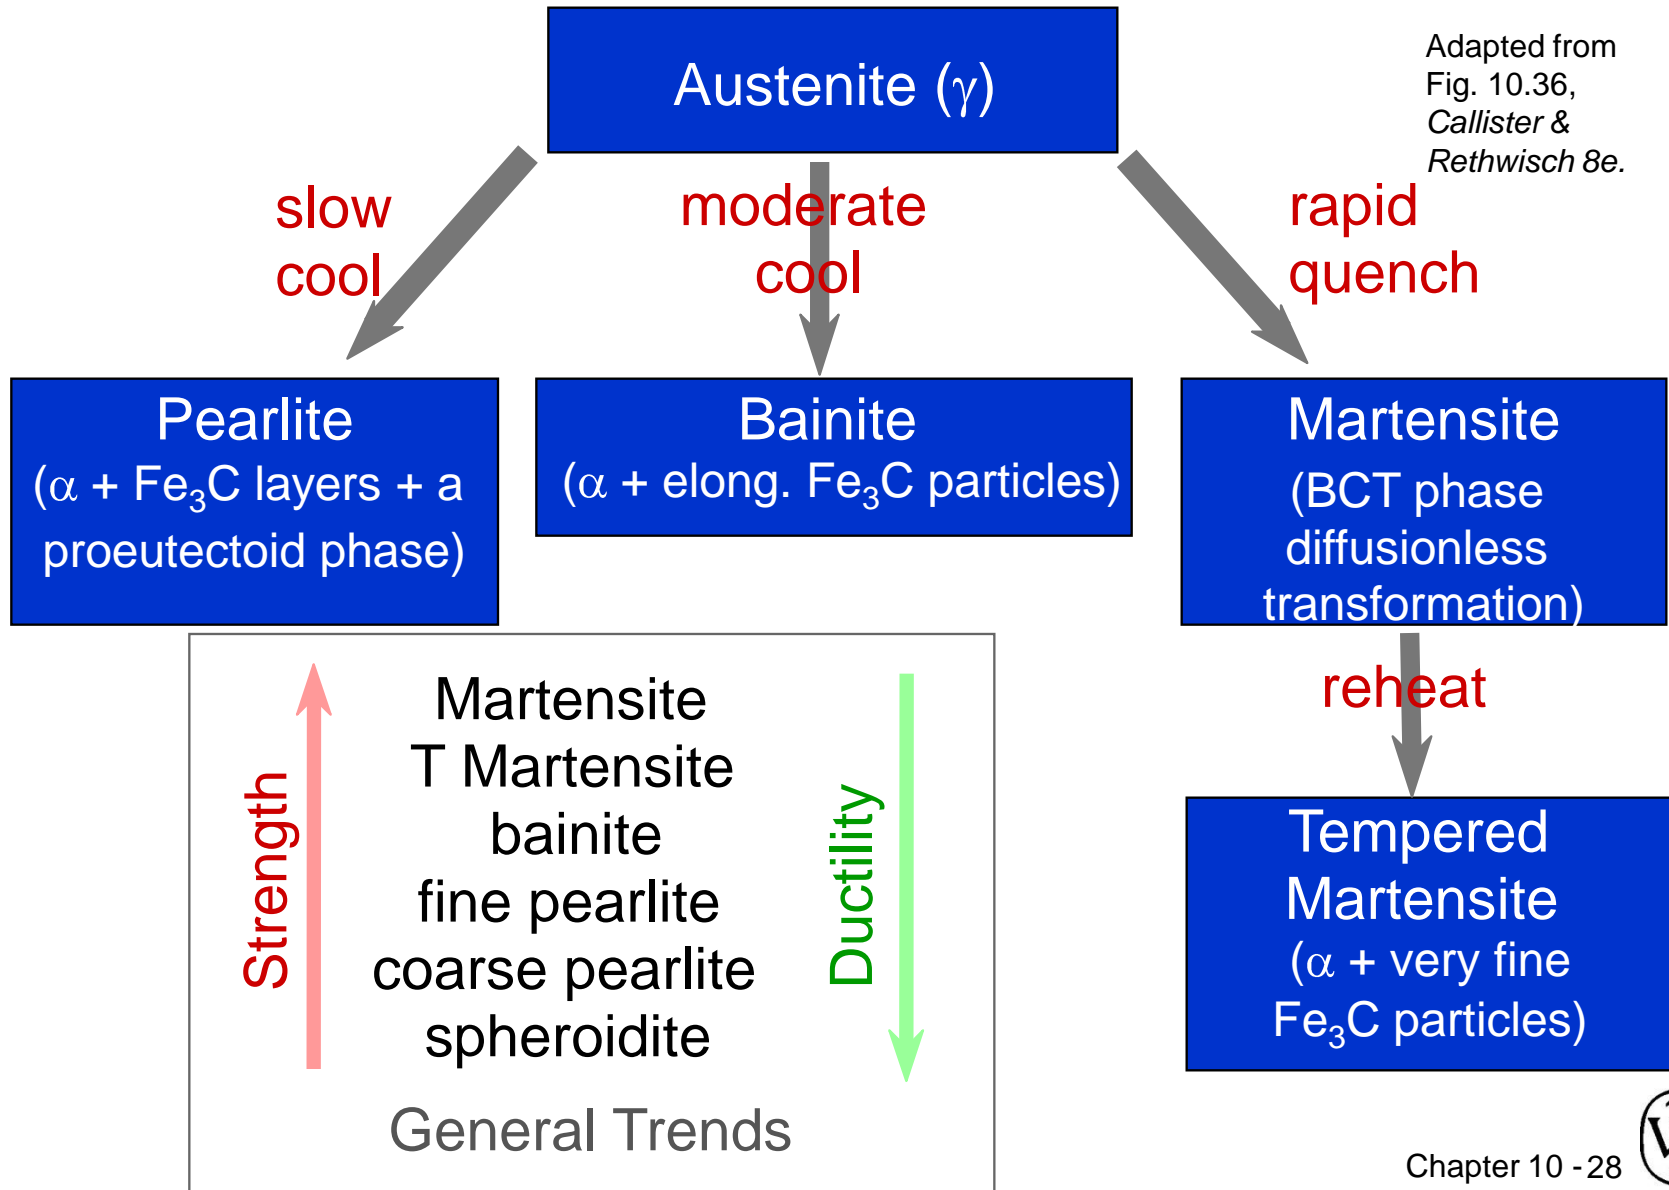 Austenite (γ)
Adapted from
Fig. 10.36,
Callister &
Rethwisch 8e.
slow
cool
moderate
cool
rapid
quench
Pearlite
(α + Fe₃C layers + a
proeutectoid phase)
Bainite
(α + elong. Fe₃C particles)
Martensite
(BCT phase
diffusionless
transformation)
reheat
Tempered
Martensite
(α + very fine
Fe₃C particles)
Strength
Martensite
T Martensite
bainite
fine pearlite
coarse pearlite
spheroidite
Ductility
General Trends
Chapter 10 - 28